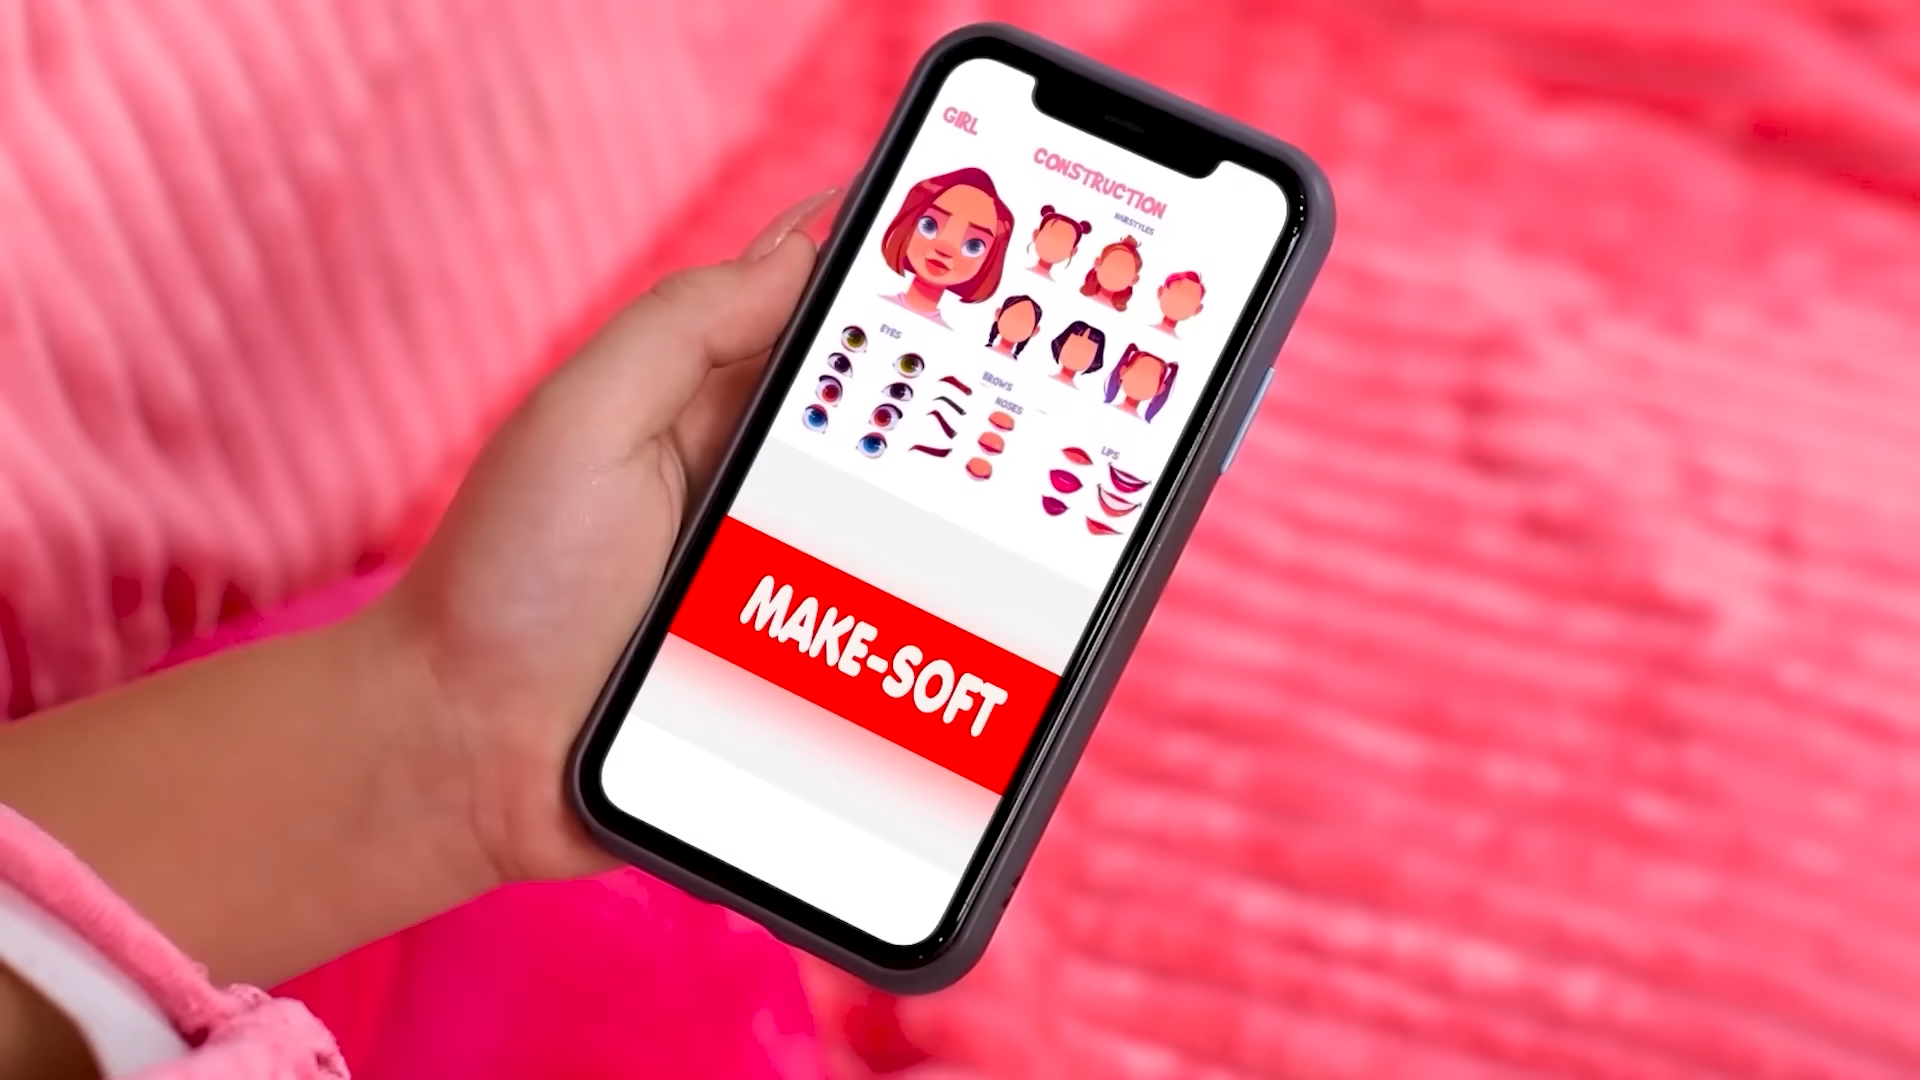 GIRL
CONSTRUCTION
HAIRSTYLES
EYES
BROWS
NOSES
LIPS
MAKE-SOFT